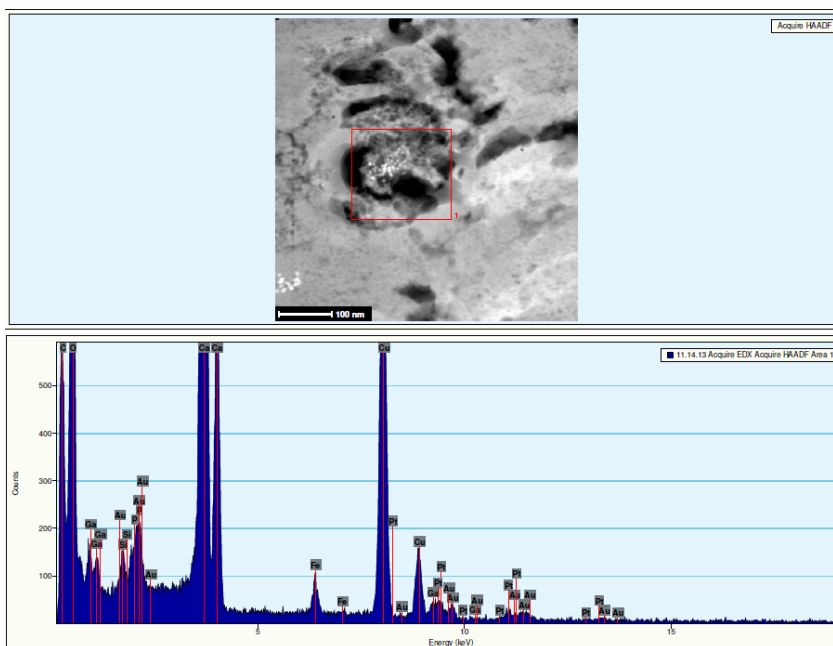 Acquire HAADF
1
100 nm
11.14.13 Acquire EDX Acquire HAADF Area 1
C O Ca Ca Cu
500
400
300
200
100
Counts
Au
Au
P
Au
Ga
Ga
Ga
Si
Si
P
Au
Fe
Fe
Pt
Au
Cu
Ga
Pt
Pt
Au
Au
Pt
Ga
Au
Pt
Pt
Pt
Au
Au
Au
Pt
Pt
Au
Au
5 10 15
Energy (keV)